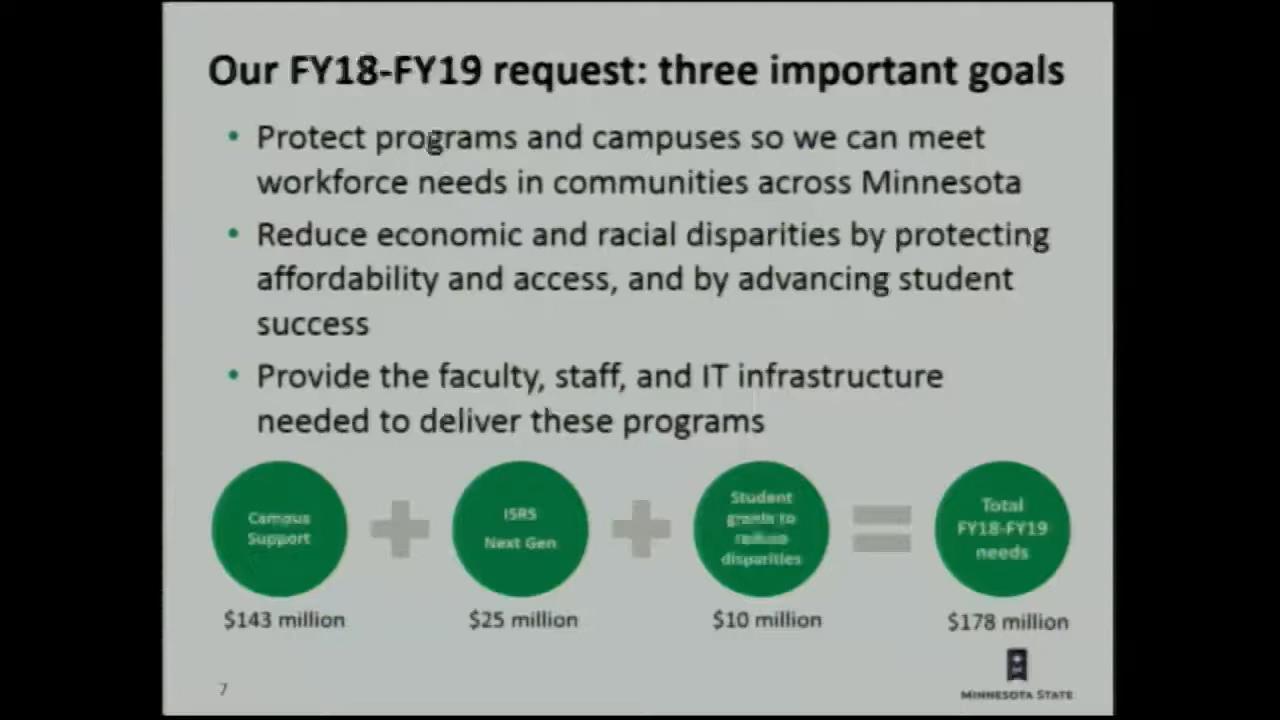 Our FY18-FY19 request: three important goals
• Protect programs and campuses so we can meet
workforce needs in communities across Minnesota
• Reduce economic and racial disparities by protecting
affordability and access, and by advancing student
success
• Provide the faculty, staff, and IT infrastructure
needed to deliver these programs
Campus
Support
+
ISRS
Next Gen
+
Student
grants to
reduce
disparities
=
Total
FY18-FY19
needs
$143 million
$25 million
$10 million
$178 million
7
MINNESOTA STATE